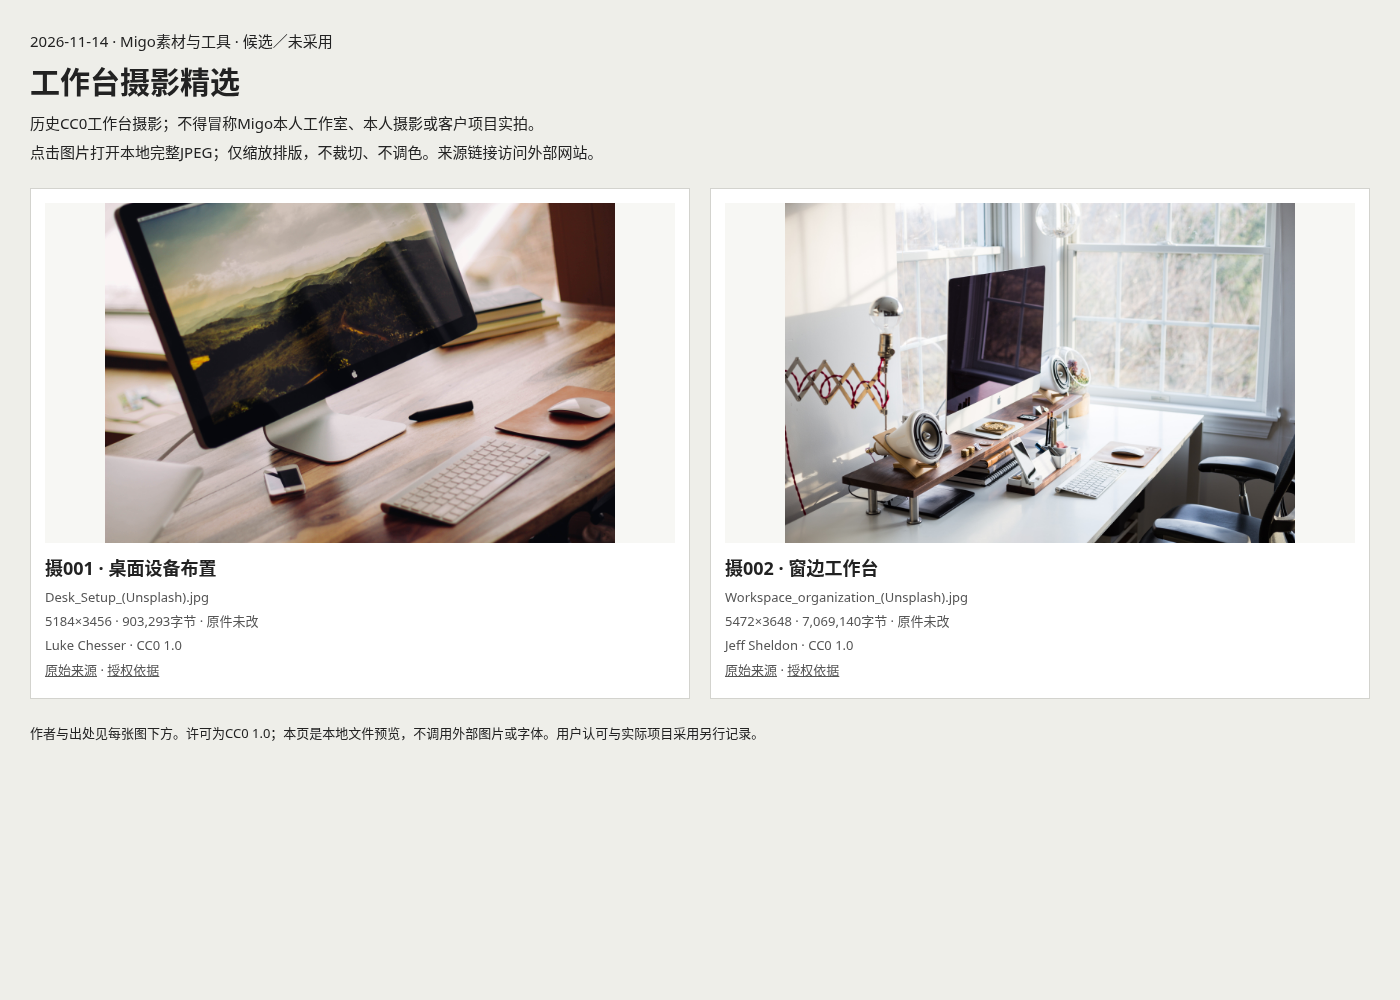 2026-11-14 · Migo素材与工具 · 候选／未采用
工作台摄影精选
历史CC0工作台摄影；不得冒称Migo本人工作室、本人摄影或客户项目实拍。
点击图片打开本地完整JPEG；仅缩放排版，不裁切、不调色。来源链接访问外部网站。
摄001 · 桌面设备布置
Desk_Setup_(Unsplash).jpg
5184×3456 · 903,293字节 · 原件未改
Luke Chesser · CC0 1.0
原始来源 · 授权依据
摄002 · 窗边工作台
Workspace_organization_(Unsplash).jpg
5472×3648 · 7,069,140字节 · 原件未改
Jeff Sheldon · CC0 1.0
原始来源 · 授权依据
作者与出处见每张图下方。许可为CC0 1.0；本页是本地文件预览，不调用外部图片或字体。用户认可与实际项目采用另行记录。